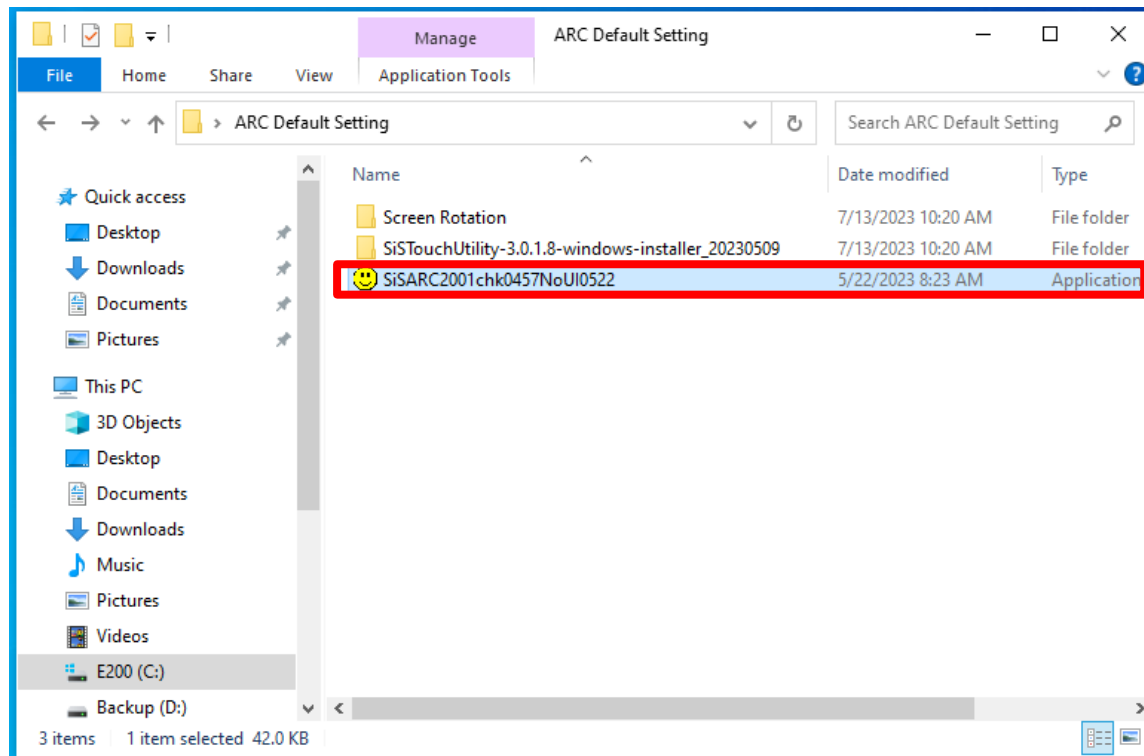 Manage ARC Default Setting
File Home Share View Application Tools ?
ARC Default Setting Search ARC Default Setting
Name Date modified Type
Quick access
Desktop
Downloads
Documents
Pictures
This PC
3D Objects
Desktop
Documents
Downloads
Music
Pictures
Videos
E200 (C:)
Backup (D:)
Screen Rotation 7/13/2023 10:20 AM File folder
SiSTouchUtility-3.0.1.8-windows-installer_20230509 7/13/2023 10:20 AM File folder
SiSARC2001chk0457NoUI0522 5/22/2023 8:23 AM Application
3 items 1 item selected 42.0 KB